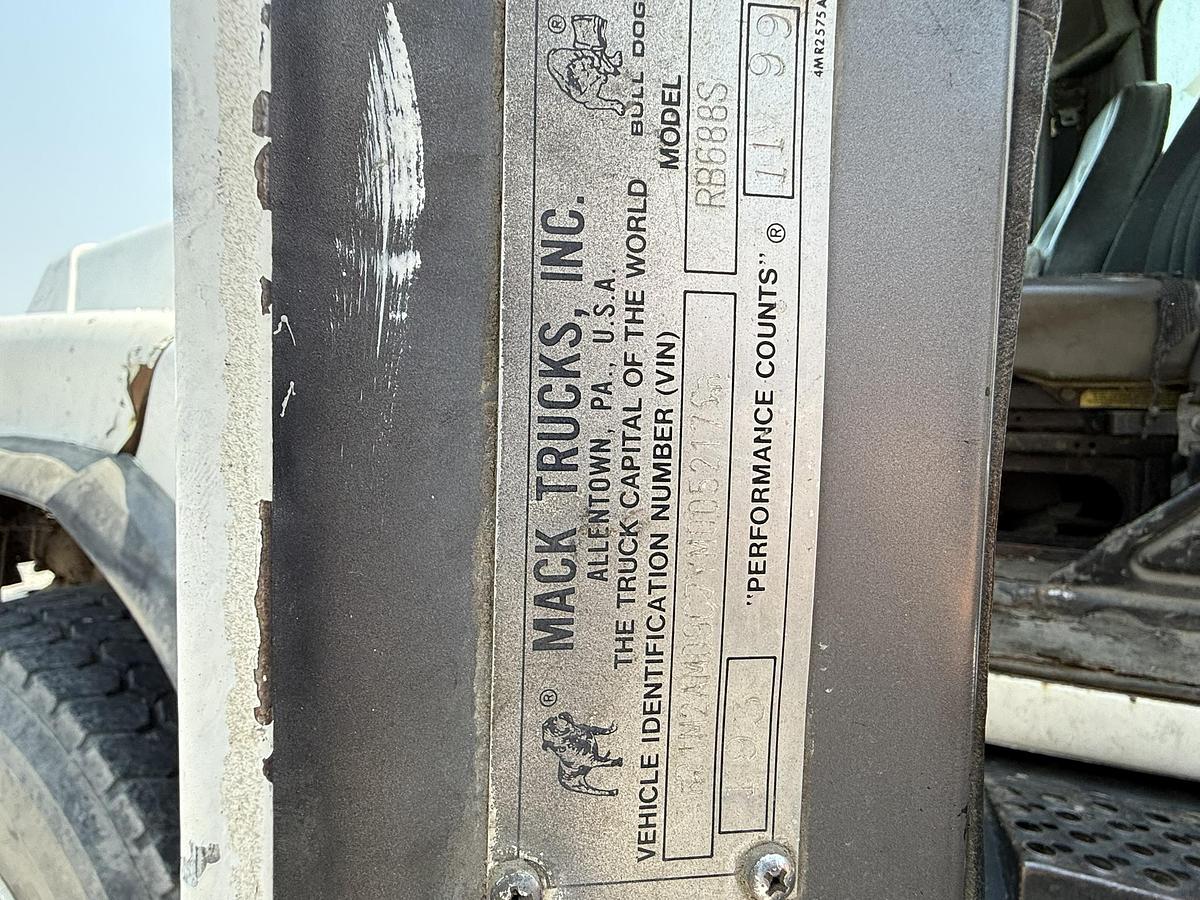 ® MACK TRUCKS, INC. ®
ALLENTOWN, PA., U.S.A.
THE TRUCK CAPITAL OF THE WORLD BULL DOG
VEHICLE IDENTIFICATION NUMBER (VIN) MODEL
RB688S
"PERFORMANCE COUNTS" ® 11 99
4MR2575A